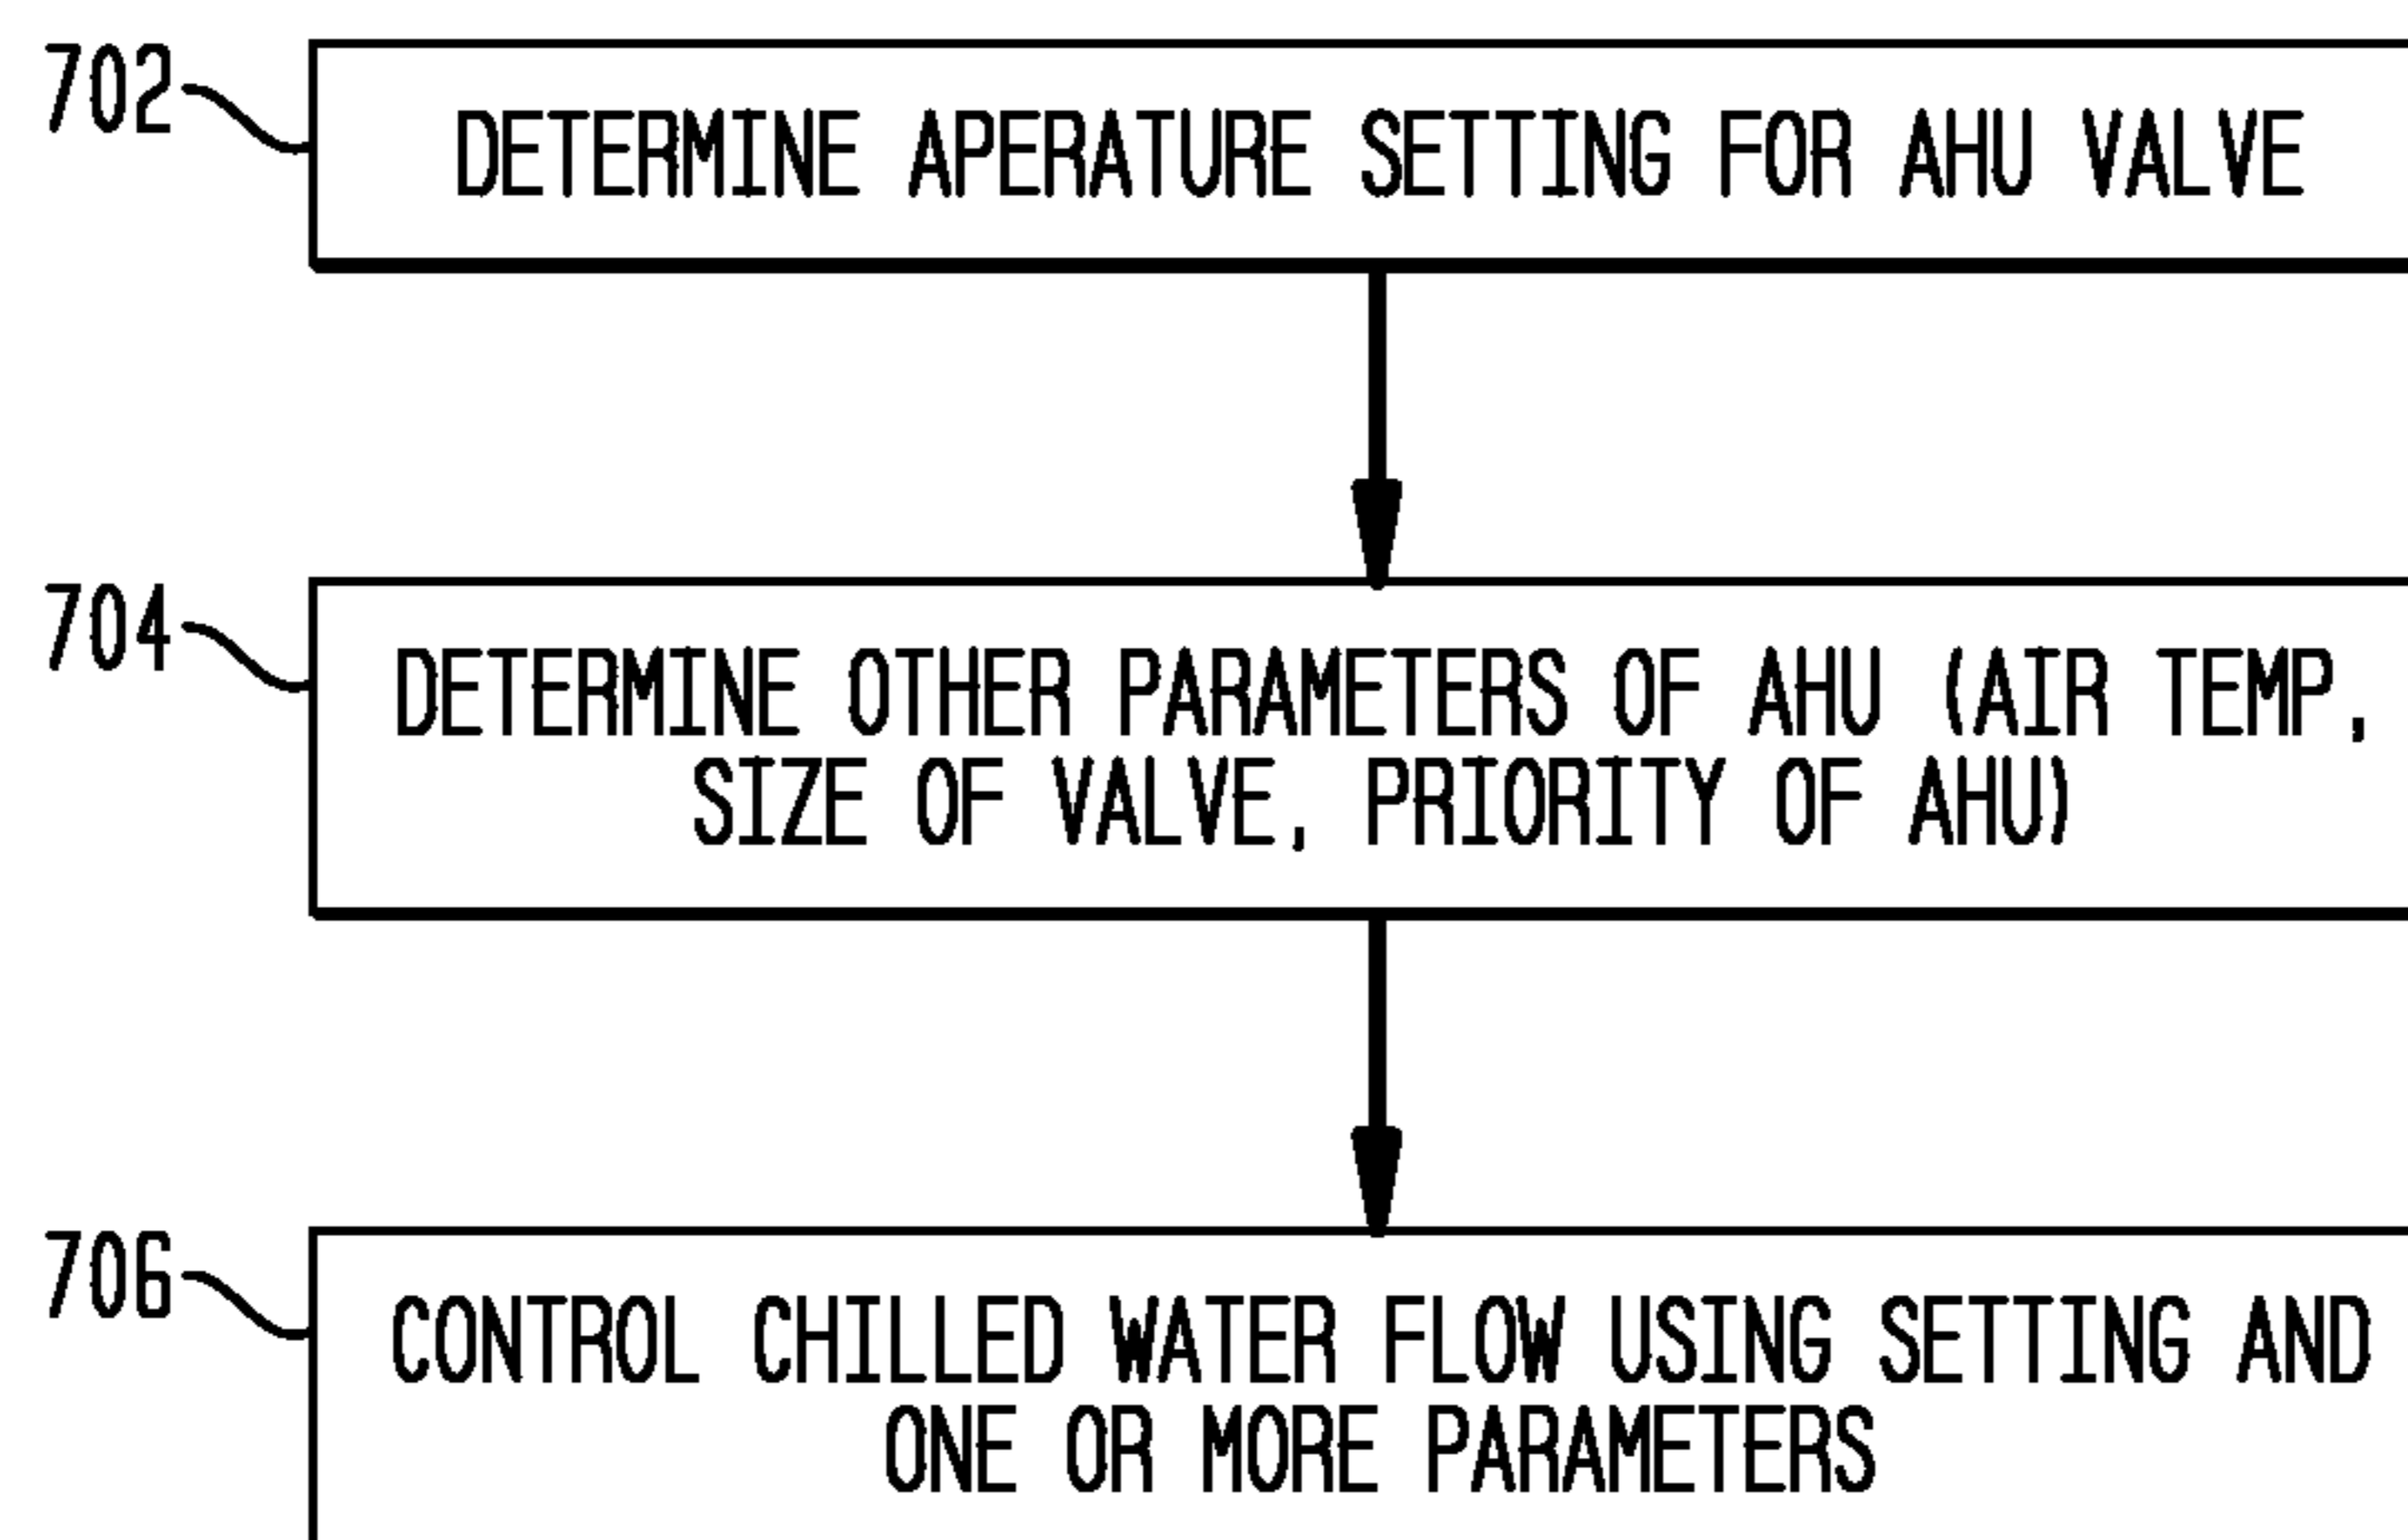 702
DETERMINE APERATURE SETTING FOR AHU VALVE
704
DETERMINE OTHER PARAMETERS OF AHU (AIR TEMP,
SIZE OF VALVE, PRIORITY OF AHU)
706
CONTROL CHILLED WATER FLOW USING SETTING AND
ONE OR MORE PARAMETERS